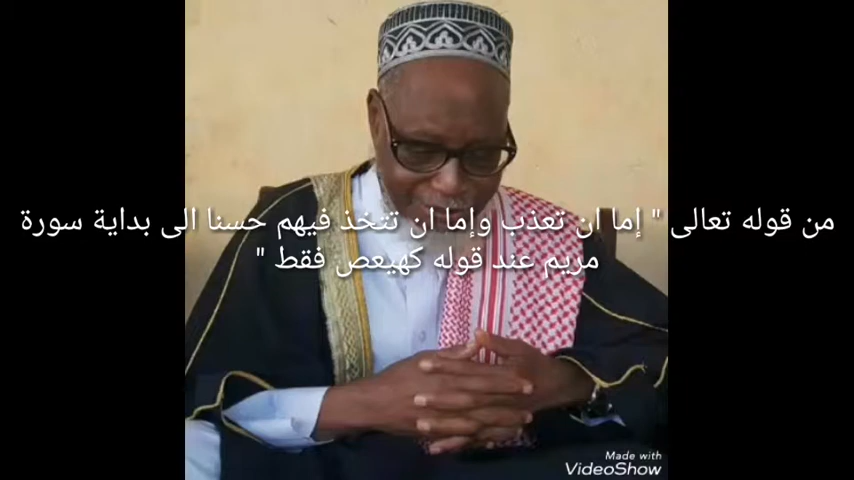 من قوله تعالى " إما ان تعذب وإما ان تتخذ فيهم حسنا الى بداية سورة
مريم عند قوله كهيعص فقط "
Made with
VideoShow